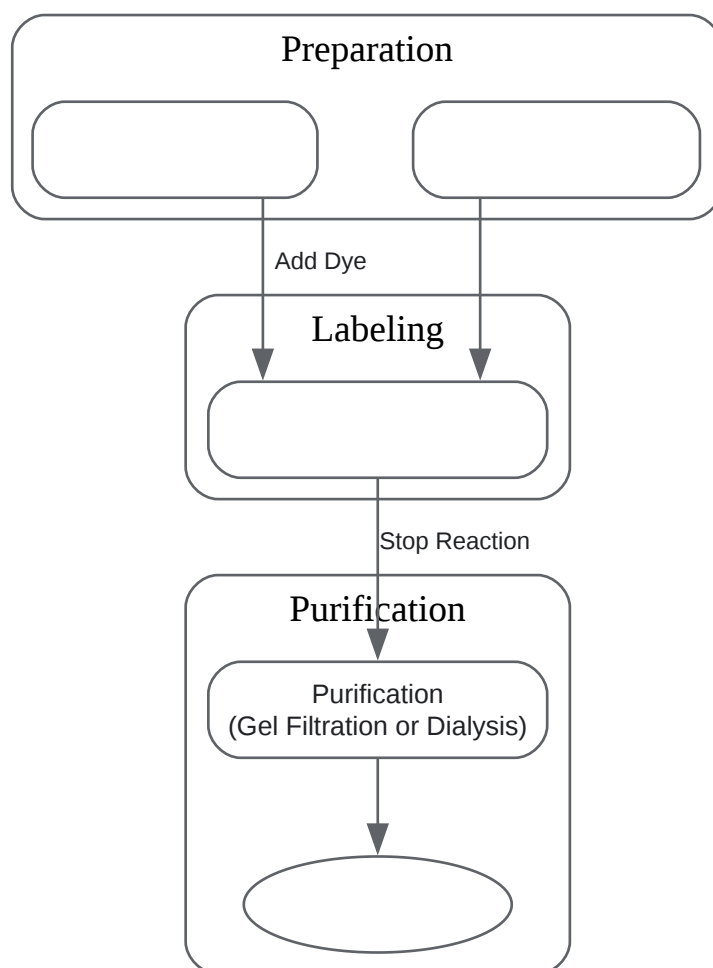 Preparation
Add Dye
Labeling
Stop Reaction
Purification
Purification
(Gel Filtration or Dialysis)